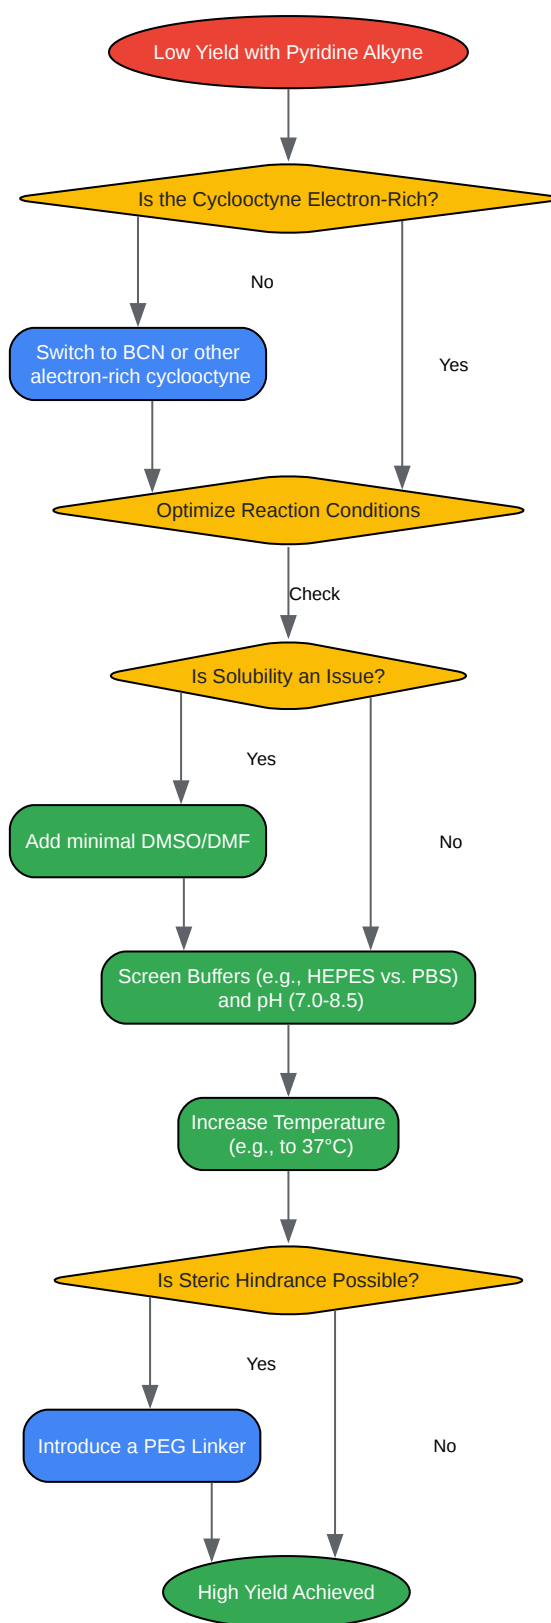 Low Yield with Pyridine Alkyne
Is the Cyclooctyne Electron-Rich?
No
Switch to BCN or other
alectron-rich cyclooctyne
Yes
Optimize Reaction Conditions
Check
Is Solubility an Issue?
Yes
Add minimal DMSO/DMF
No
Screen Buffers (e.g., HEPES vs. PBS)
and pH (7.0-8.5)
Increase Temperature
(e.g., to 37°C)
Is Steric Hindrance Possible?
Yes
Introduce a PEG Linker
No
High Yield Achieved